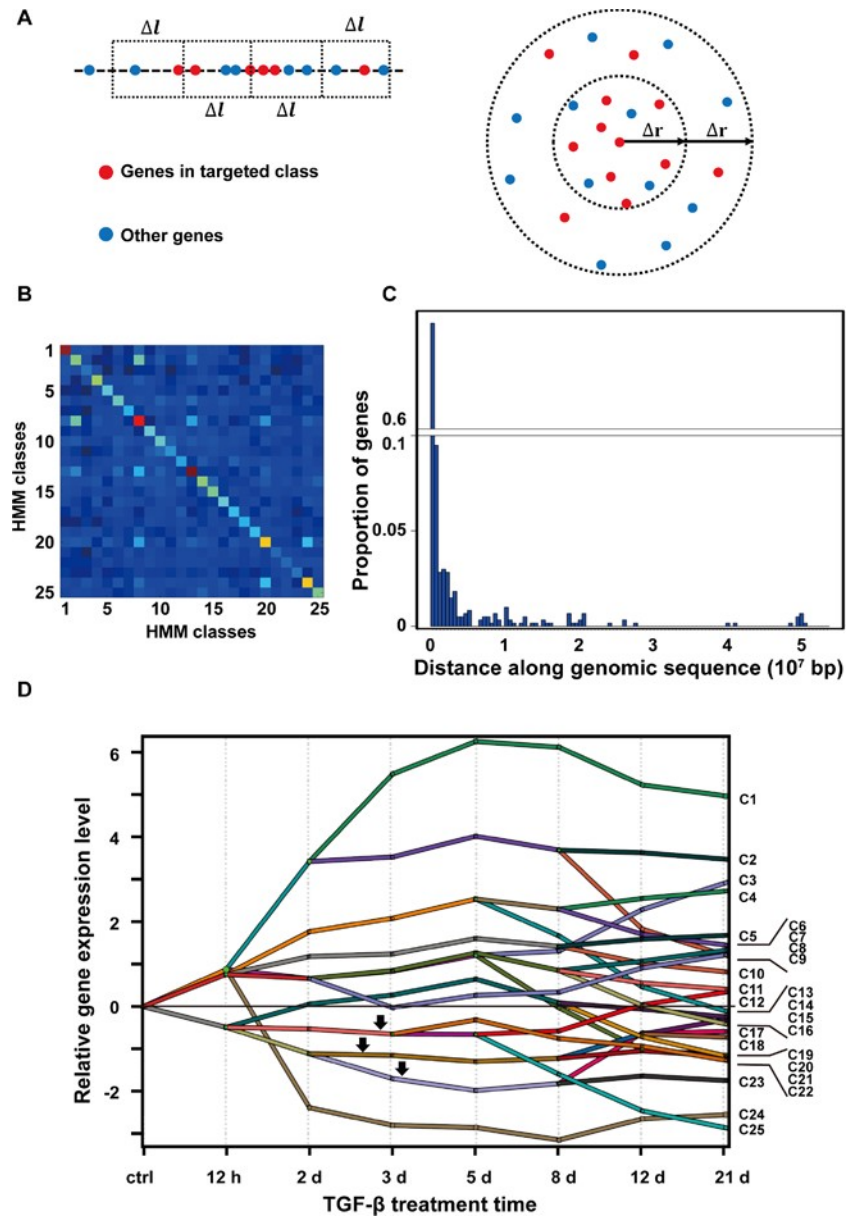 A
Δl
Δl
Δl
Δl
Δr
Δr
Genes in targeted class
Other genes
B
HMM classes
1
5
10
15
20
25
1
5
10
15
20
25
HMM classes
C
Proportion of genes
0.6
0.1
0.05
0
0
1
2
3
4
5
Distance along genomic sequence (10⁷ bp)
D
Relative gene expression level
6
4
2
0
-2
C1
C2
C3
C4
C5
C6
C7
C8
C9
C10
C11
C12
C13
C14
C15
C16
C17
C18
C19
C20
C21
C22
C23
C24
C25
ctrl
12 h
2 d
3 d
5 d
8 d
12 d
21 d
TGF-β treatment time